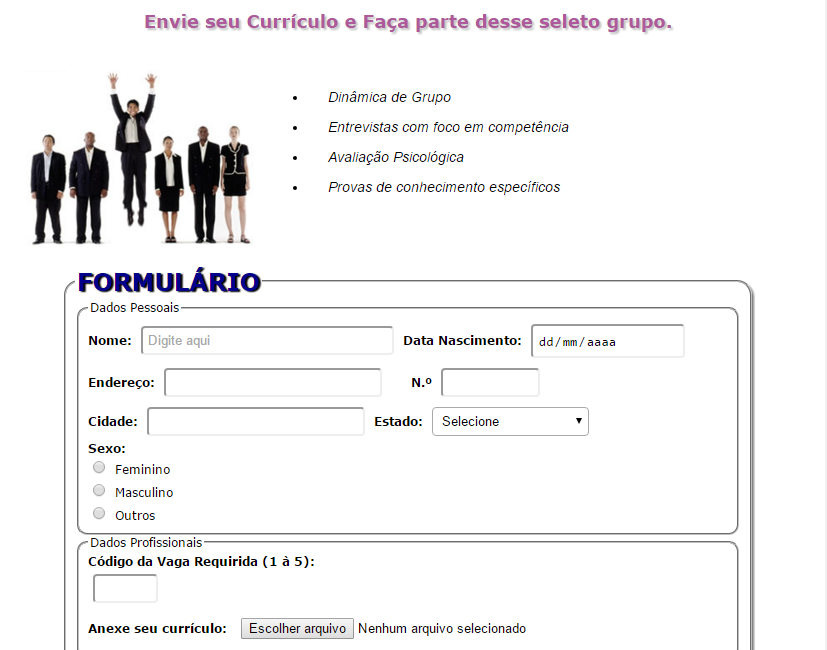 Envie seu Currículo e Faça parte desse seleto grupo.
• Dinâmica de Grupo
• Entrevistas com foco em competência
• Avaliação Psicológica
• Provas de conhecimento específicos
FORMULÁRIO
Dados Pessoais
Nome: Digite aqui Data Nascimento: dd/mm/aaaa
Endereço: N.º
Cidade: Estado: Selecione
Sexo:
Feminino
Masculino
Outros
Dados Profissionais
Código da Vaga Requirida (1 à 5):
Anexe seu currículo: Escolher arquivo Nenhum arquivo selecionado